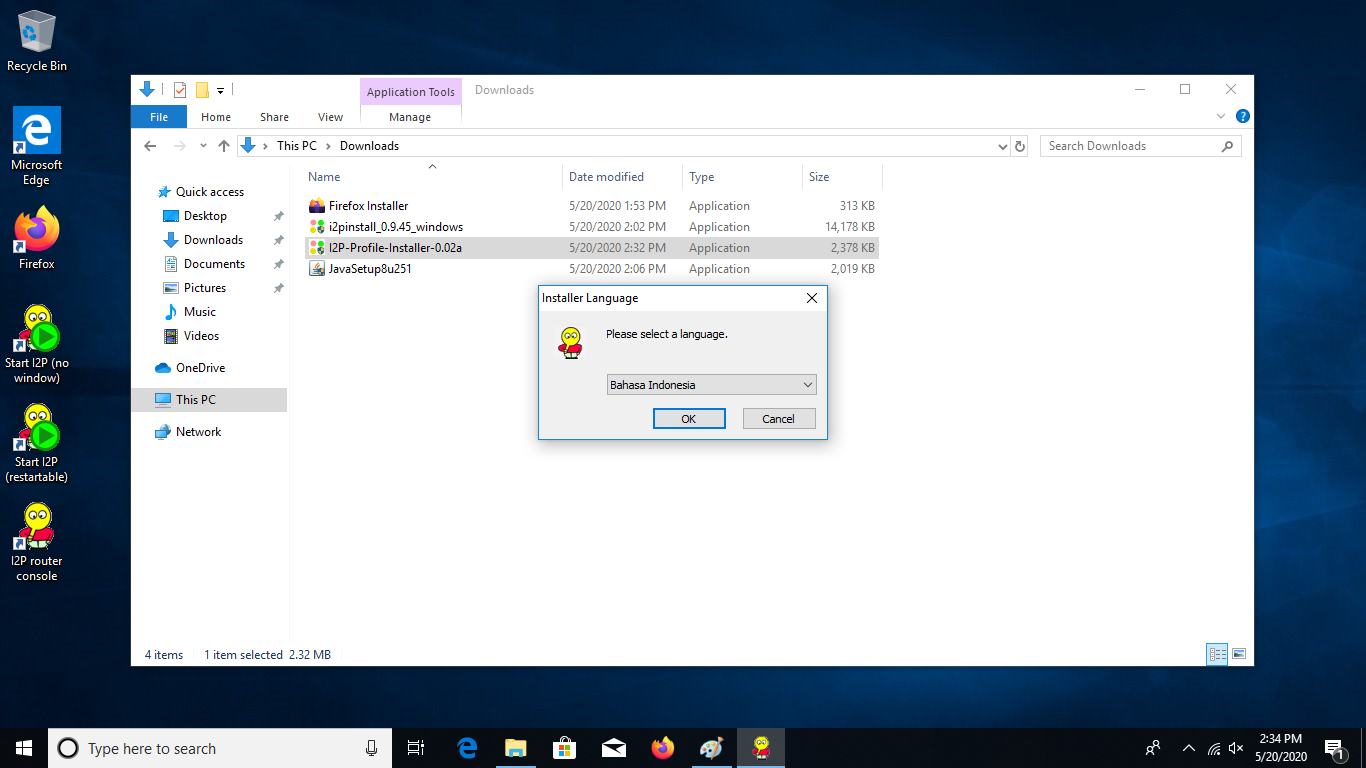 Recycle Bin
Microsoft
Edge
Firefox
Start I2P (no
window)
Start I2P
(restartable)
I2P router
console
Application Tools
Downloads
File
Home
Share
View
Manage
This PC
Downloads
Search Downloads
Name
Date modified
Type
Size
Quick access
Desktop
Downloads
Documents
Pictures
Music
Videos
OneDrive
This PC
Network
Firefox Installer 5/20/2020 1:53 PM Application 313 KB
i2pinstall_0.9.45_windows 5/20/2020 2:02 PM Application 14,178 KB
I2P-Profile-Installer-0.02a 5/20/2020 2:32 PM Application 2,378 KB
JavaSetup8u251 5/20/2020 2:06 PM Application 2,019 KB
Installer Language
Please select a language.
Bahasa Indonesia
OK
Cancel
4 items
1 item selected 2.32 MB
Type here to search
2:34 PM
5/20/2020
1